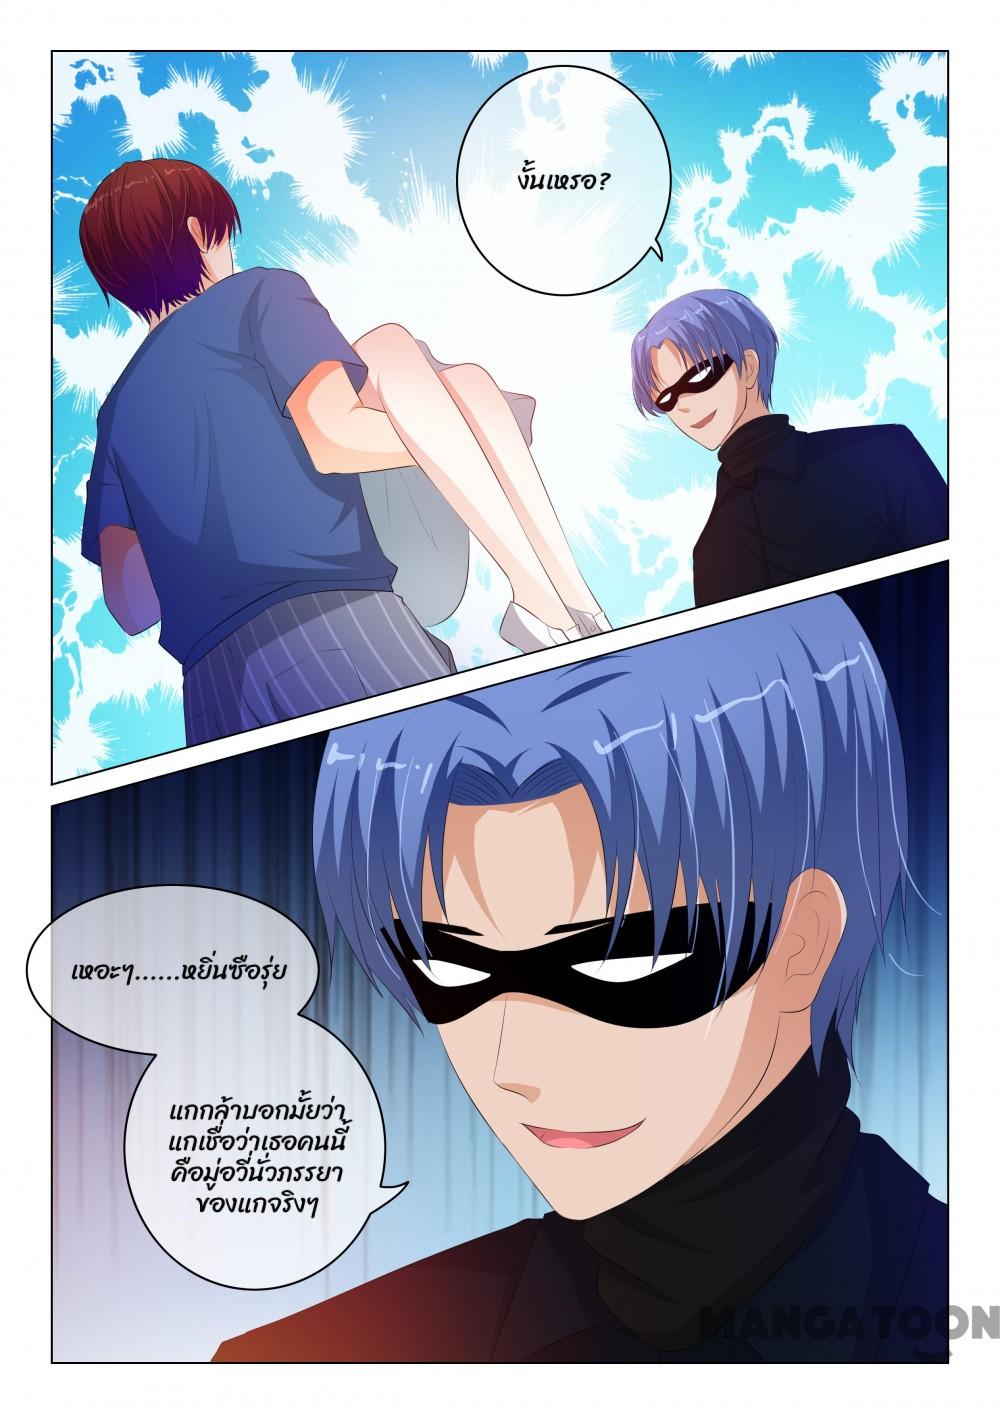 งั้นเหรอ?
เหอะๆ......หยิ่นซือรุ่ย
แกกล้าบอกมั้ยว่า
แกเชื่อว่าเธอคนนี้
คือมู่อวี่นั่วภรรยา
ของแกจริงๆ
MANGATOON